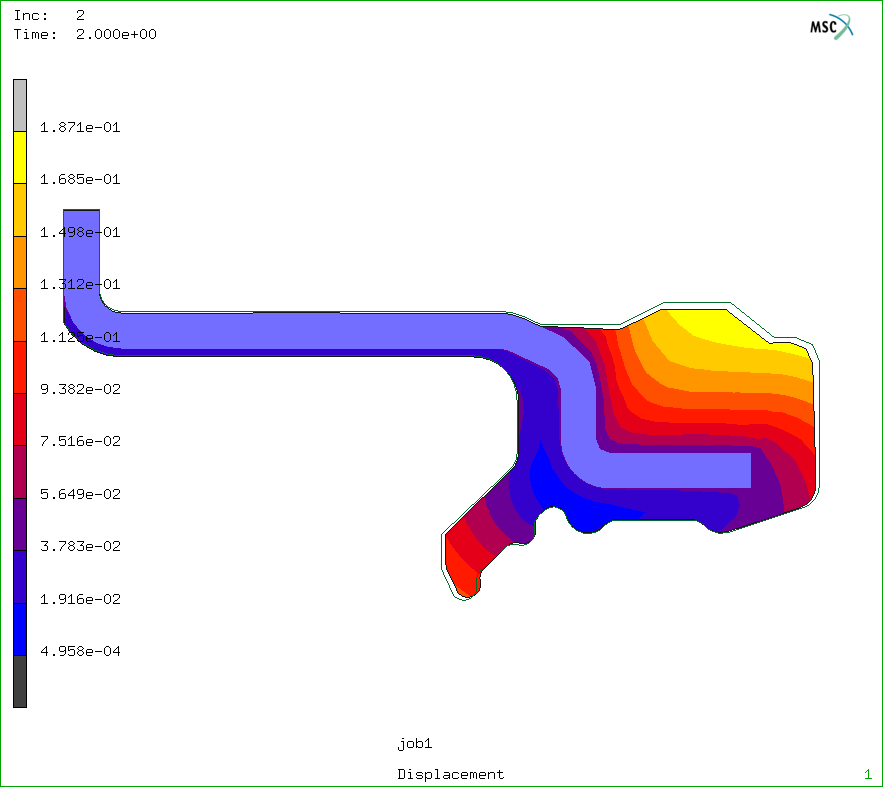 Inc: 2
Time: 2.000e+00
MSC
1.871e-01
1.685e-01
1.498e-01
1.312e-01
1.125e-01
9.382e-02
7.516e-02
5.649e-02
3.783e-02
1.916e-02
4.958e-04
job1
Displacement
1